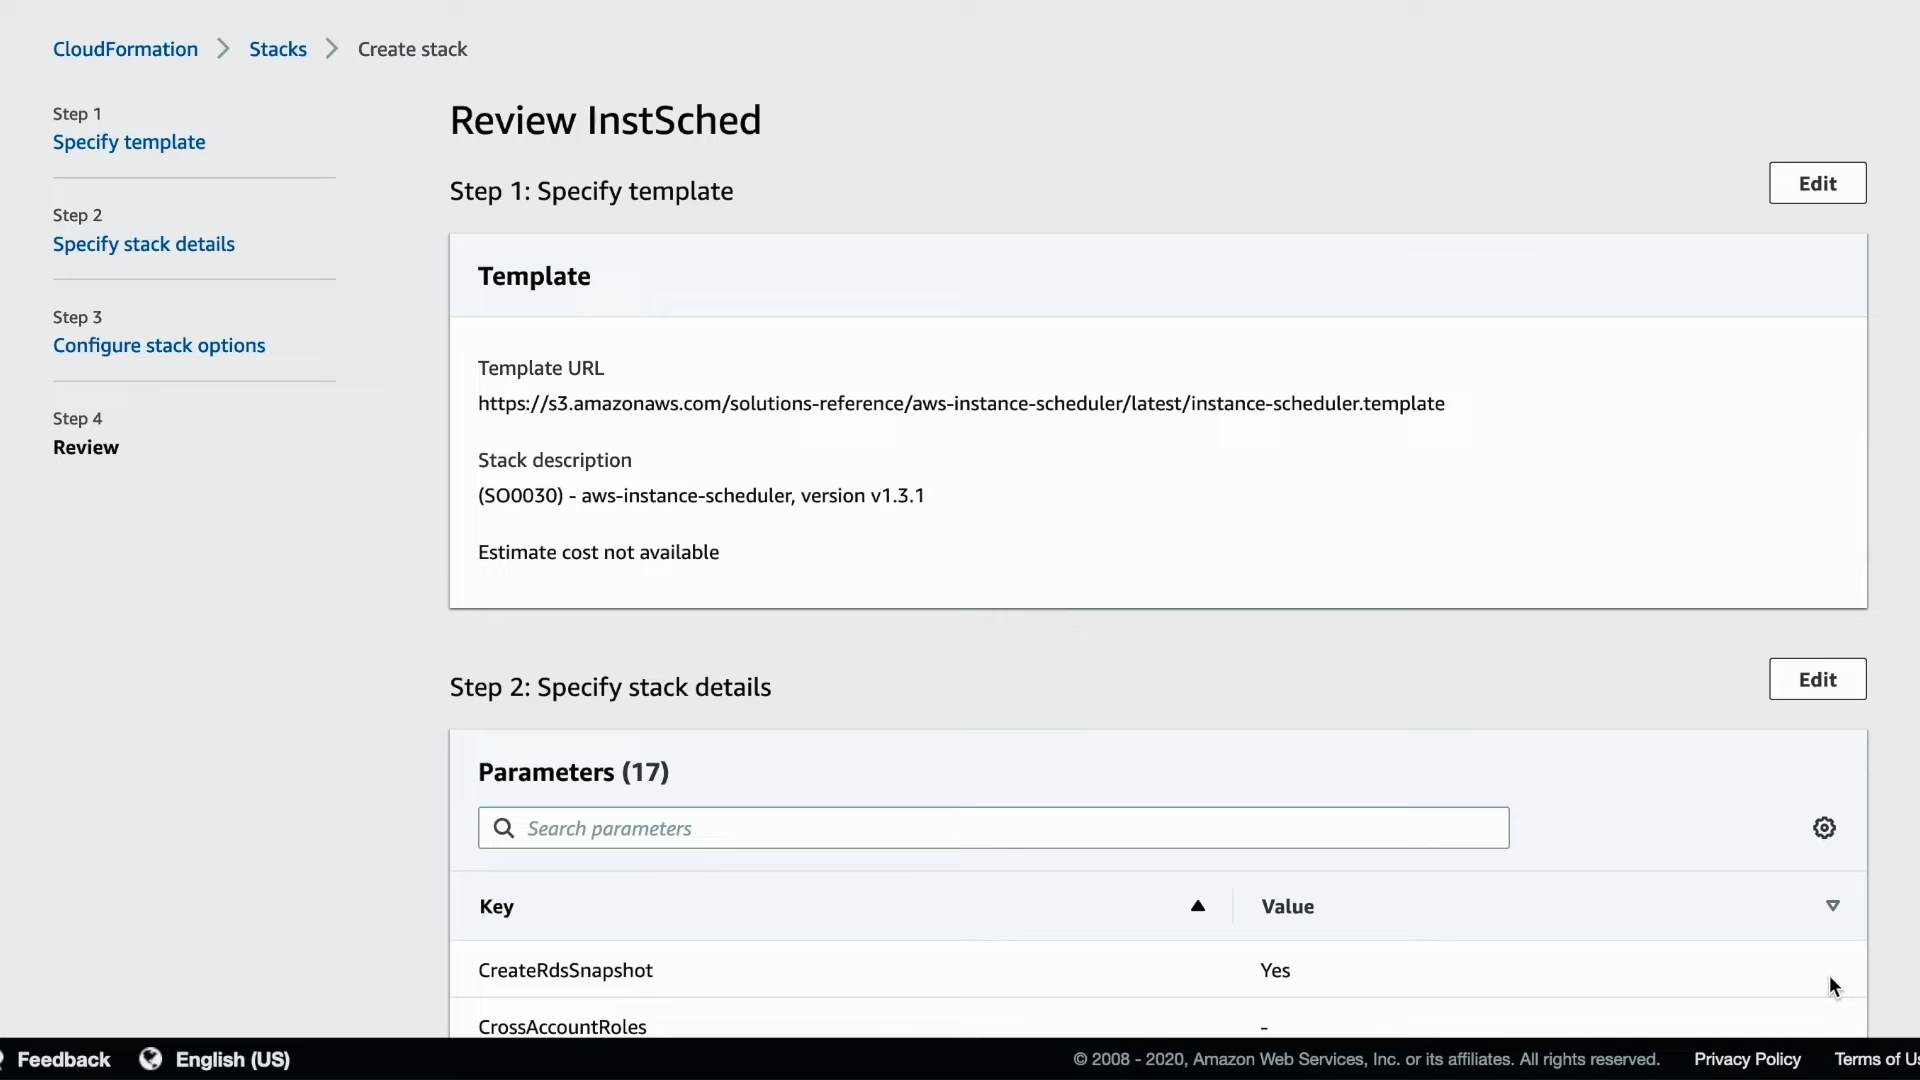 CloudFormation
Stacks
Create stack
Step 1
Specify template
Step 2
Specify stack details
Step 3
Configure stack options
Step 4
Review
Review InstSched
Step 1: Specify template
Edit
Template
Template URL
https://s3.amazonaws.com/solutions-reference/aws-instance-scheduler/latest/instance-scheduler.template
Stack description
(SO0030) - aws-instance-scheduler, version v1.3.1
Estimate cost not available
Step 2: Specify stack details
Edit
Parameters (17)
Search parameters
Key
Value
CreateRdsSnapshot
Yes
CrossAccountRoles
-
Feedback
English (US)
© 2008 - 2020, Amazon Web Services, Inc. or its affiliates. All rights reserved.
Privacy Policy
Terms of